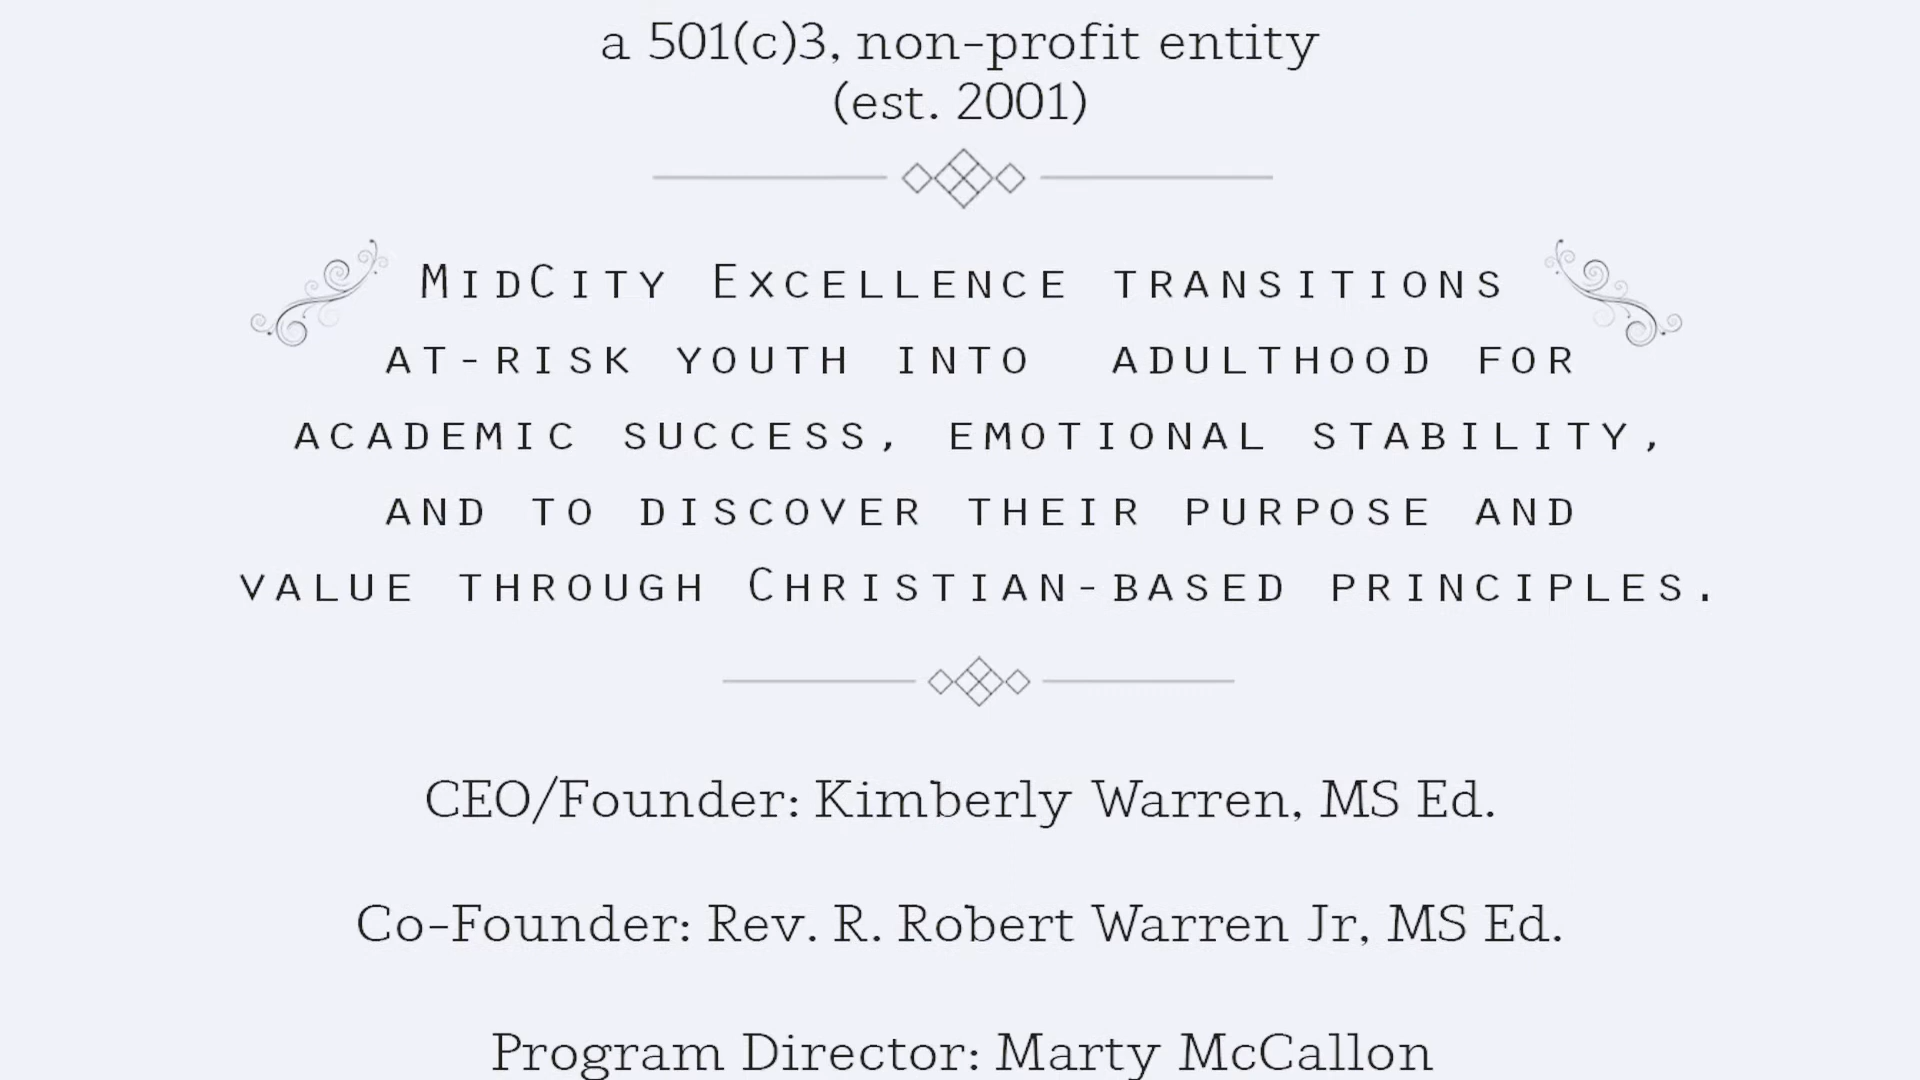 a 501(c)3, non-profit entity
(est. 2001)
MidCity Excellence transitions
at-risk youth into adulthood for
academic success, emotional stability,
and to discover their purpose and
value through Christian-based principles.
CEO/Founder: Kimberly Warren, MS Ed.
Co-Founder: Rev. R. Robert Warren Jr, MS Ed.
Program Director: Marty McCallon